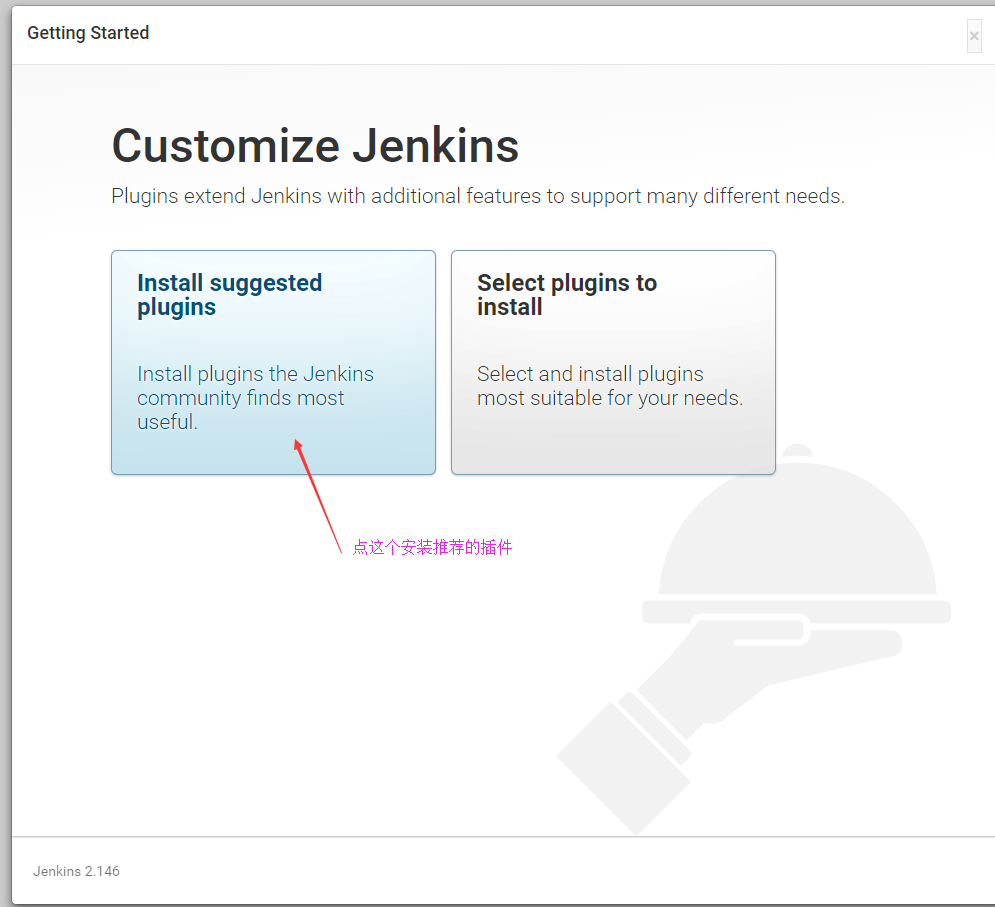 Getting Started
×
Customize Jenkins
Plugins extend Jenkins with additional features to support many different needs.
Install suggested
plugins
Install plugins the Jenkins
community finds most
useful.
Select plugins to
install
Select and install plugins
most suitable for your needs.
点这个安装推荐的插件
Jenkins 2.146